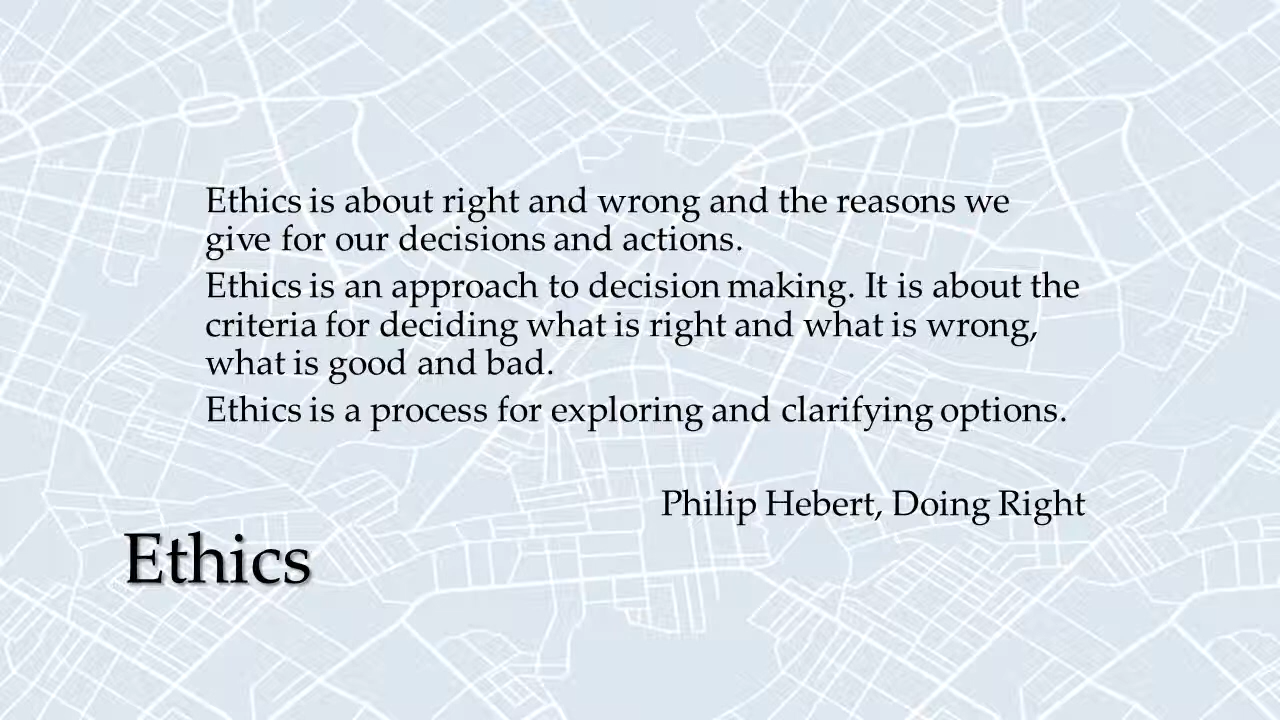 Ethics is about right and wrong and the reasons we
give for our decisions and actions.
Ethics is an approach to decision making. It is about the
criteria for deciding what is right and what is wrong,
what is good and bad.
Ethics is a process for exploring and clarifying options.
Philip Hebert, Doing Right
Ethics